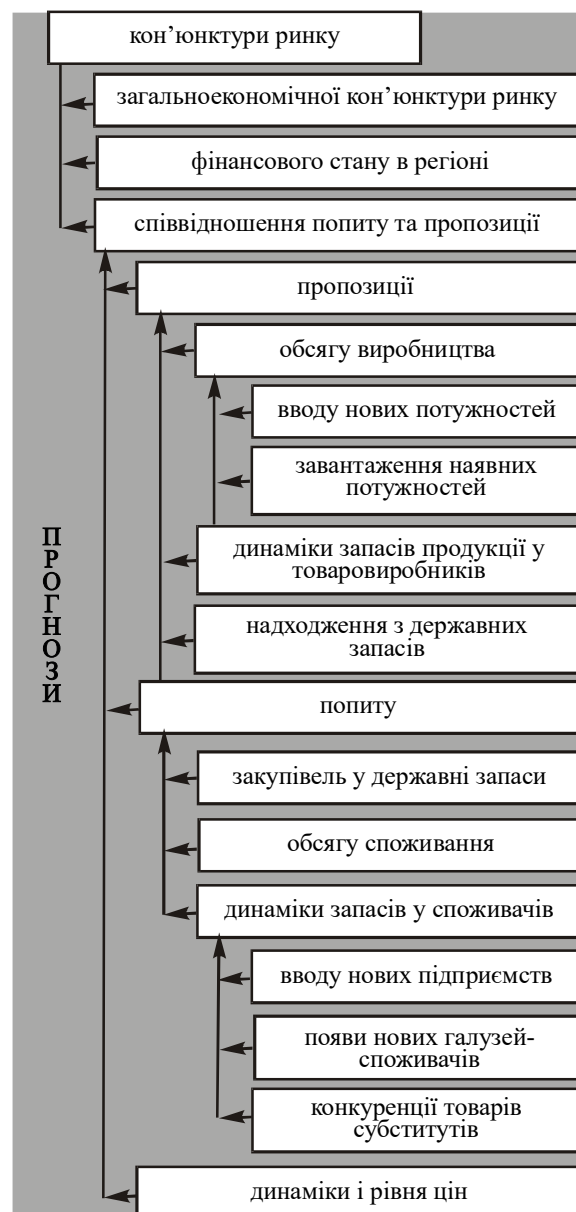 кон’юнктури ринку
загальноекономічної кон’юнктури ринку
фінансового стану в регіоні
співвідношення попиту та пропозиції
пропозиції
обсягу виробництва
вводу нових потужностей
завантаження наявних
потужностей
динаміки запасів продукції у
товаровиробників
надходження з державних
запасів
попиту
закупівель у державні запаси
обсягу споживання
динаміки запасів у споживачів
вводу нових підприємств
появи нових галузей-
споживачів
конкуренції товарів
субститутів
динаміки і рівня цін
ПРОГНОЗИ